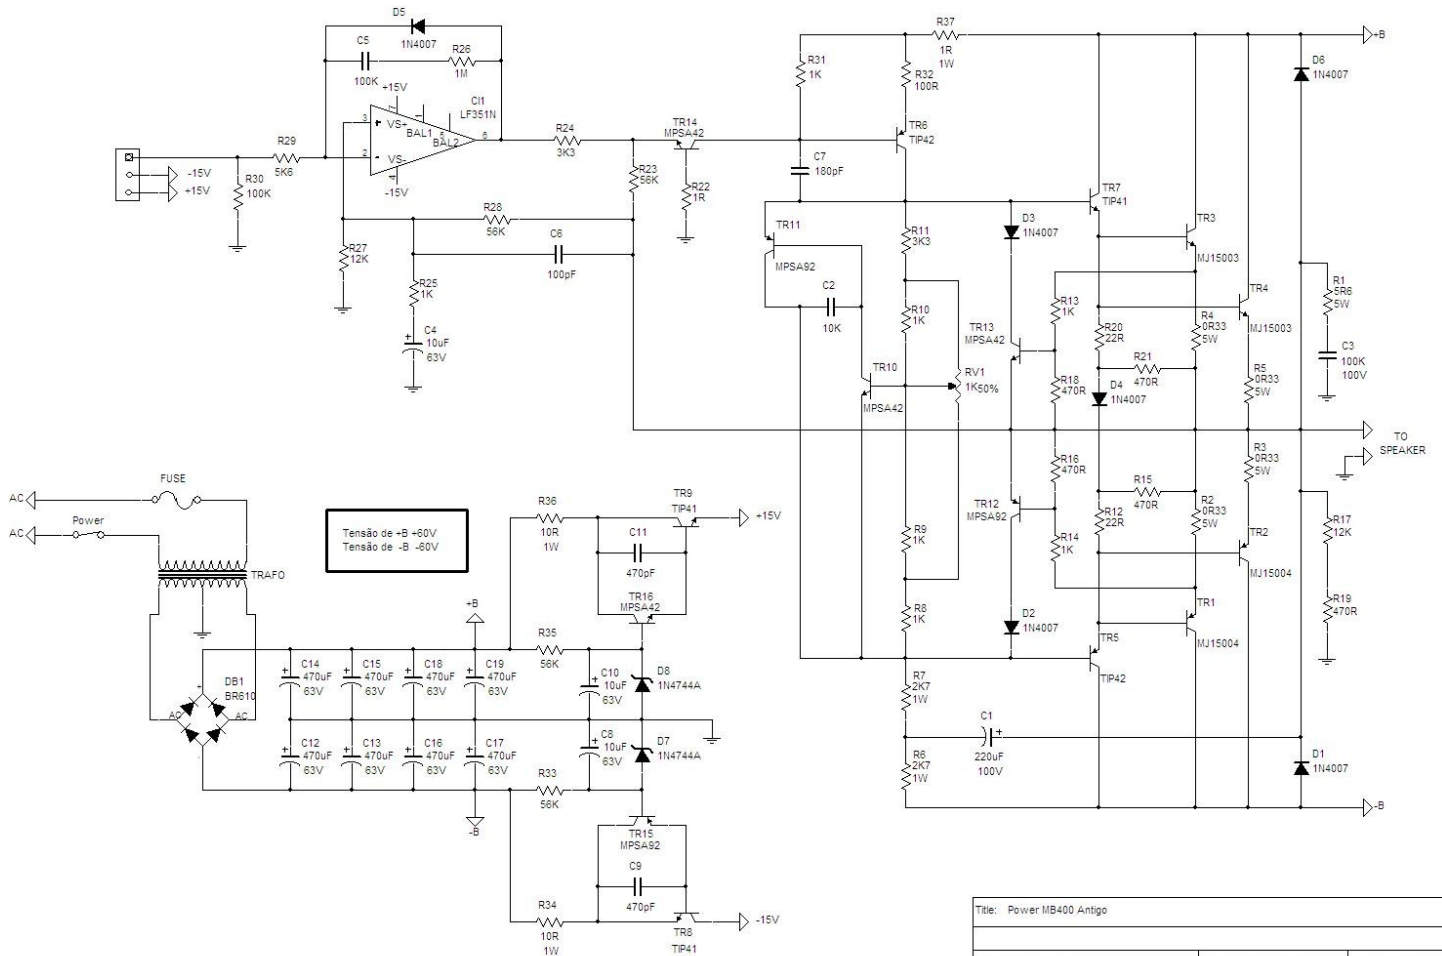 D5
1N4007
C5
100K
R26
1M
+15V
7
3
VS+
1
BAL1
5
BAL2
CI1
LF351N
6
2
VS-
4
-15V
-15V
+15V
R30
100K
R29
5K6
R24
3K3
TR14
MPSA42
R23
56K
R22
1R
R28
56K
R27
12K
C6
100pF
R25
1K
C4
10uF
63V
R31
1K
R37
1R
1W
R32
100R
TR6
TIP42
C7
180pF
TR11
MPSA92
R11
3K3
C2
10K
R10
1K
TR10
MPSA42
RV1
1K
50%
D3
1N4007
TR13
MPSA42
R13
1K
R18
470R
TR7
TIP41
R20
22R
R21
470R
D4
1N4007
TR3
MJ15003
R4
0R33
5W
TR4
MJ15003
R5
0R33
5W
D6
1N4007
+B
R1
5R6
5W
C3
100K
100V
TO
SPEAKER
R9
1K
R8
1K
TR12
MPSA92
R16
470R
R14
1K
D2
1N4007
R15
470R
R12
22R
R2
0R33
5W
R3
0R33
5W
TR2
MJ15004
TR1
MJ15004
TR5
TIP42
R17
12K
R19
470R
R7
2K7
1W
C1
220uF
100V
R6
2K7
1W
D1
1N4007
-B
AC
FUSE
AC
Power
TRAFO
Tensão de +B +60V
Tensão de -B -60V
DB1
BR610
AC
AC
+
+B
C14
470uF
63V
C15
470uF
63V
C18
470uF
63V
C19
470uF
63V
C12
470uF
63V
C13
470uF
63V
C16
470uF
63V
C17
470uF
63V
-B
R36
10R
1W
TR9
TIP41
+15V
C11
470pF
TR16
MPSA42
R35
56K
C10
10uF
63V
D8
1N4744A
C8
10uF
63V
D7
1N4744A
R33
56K
TR15
MPSA92
C9
470pF
R34
10R
1W
TR8
TIP41
-15V
Title: Power MB400 Antigo